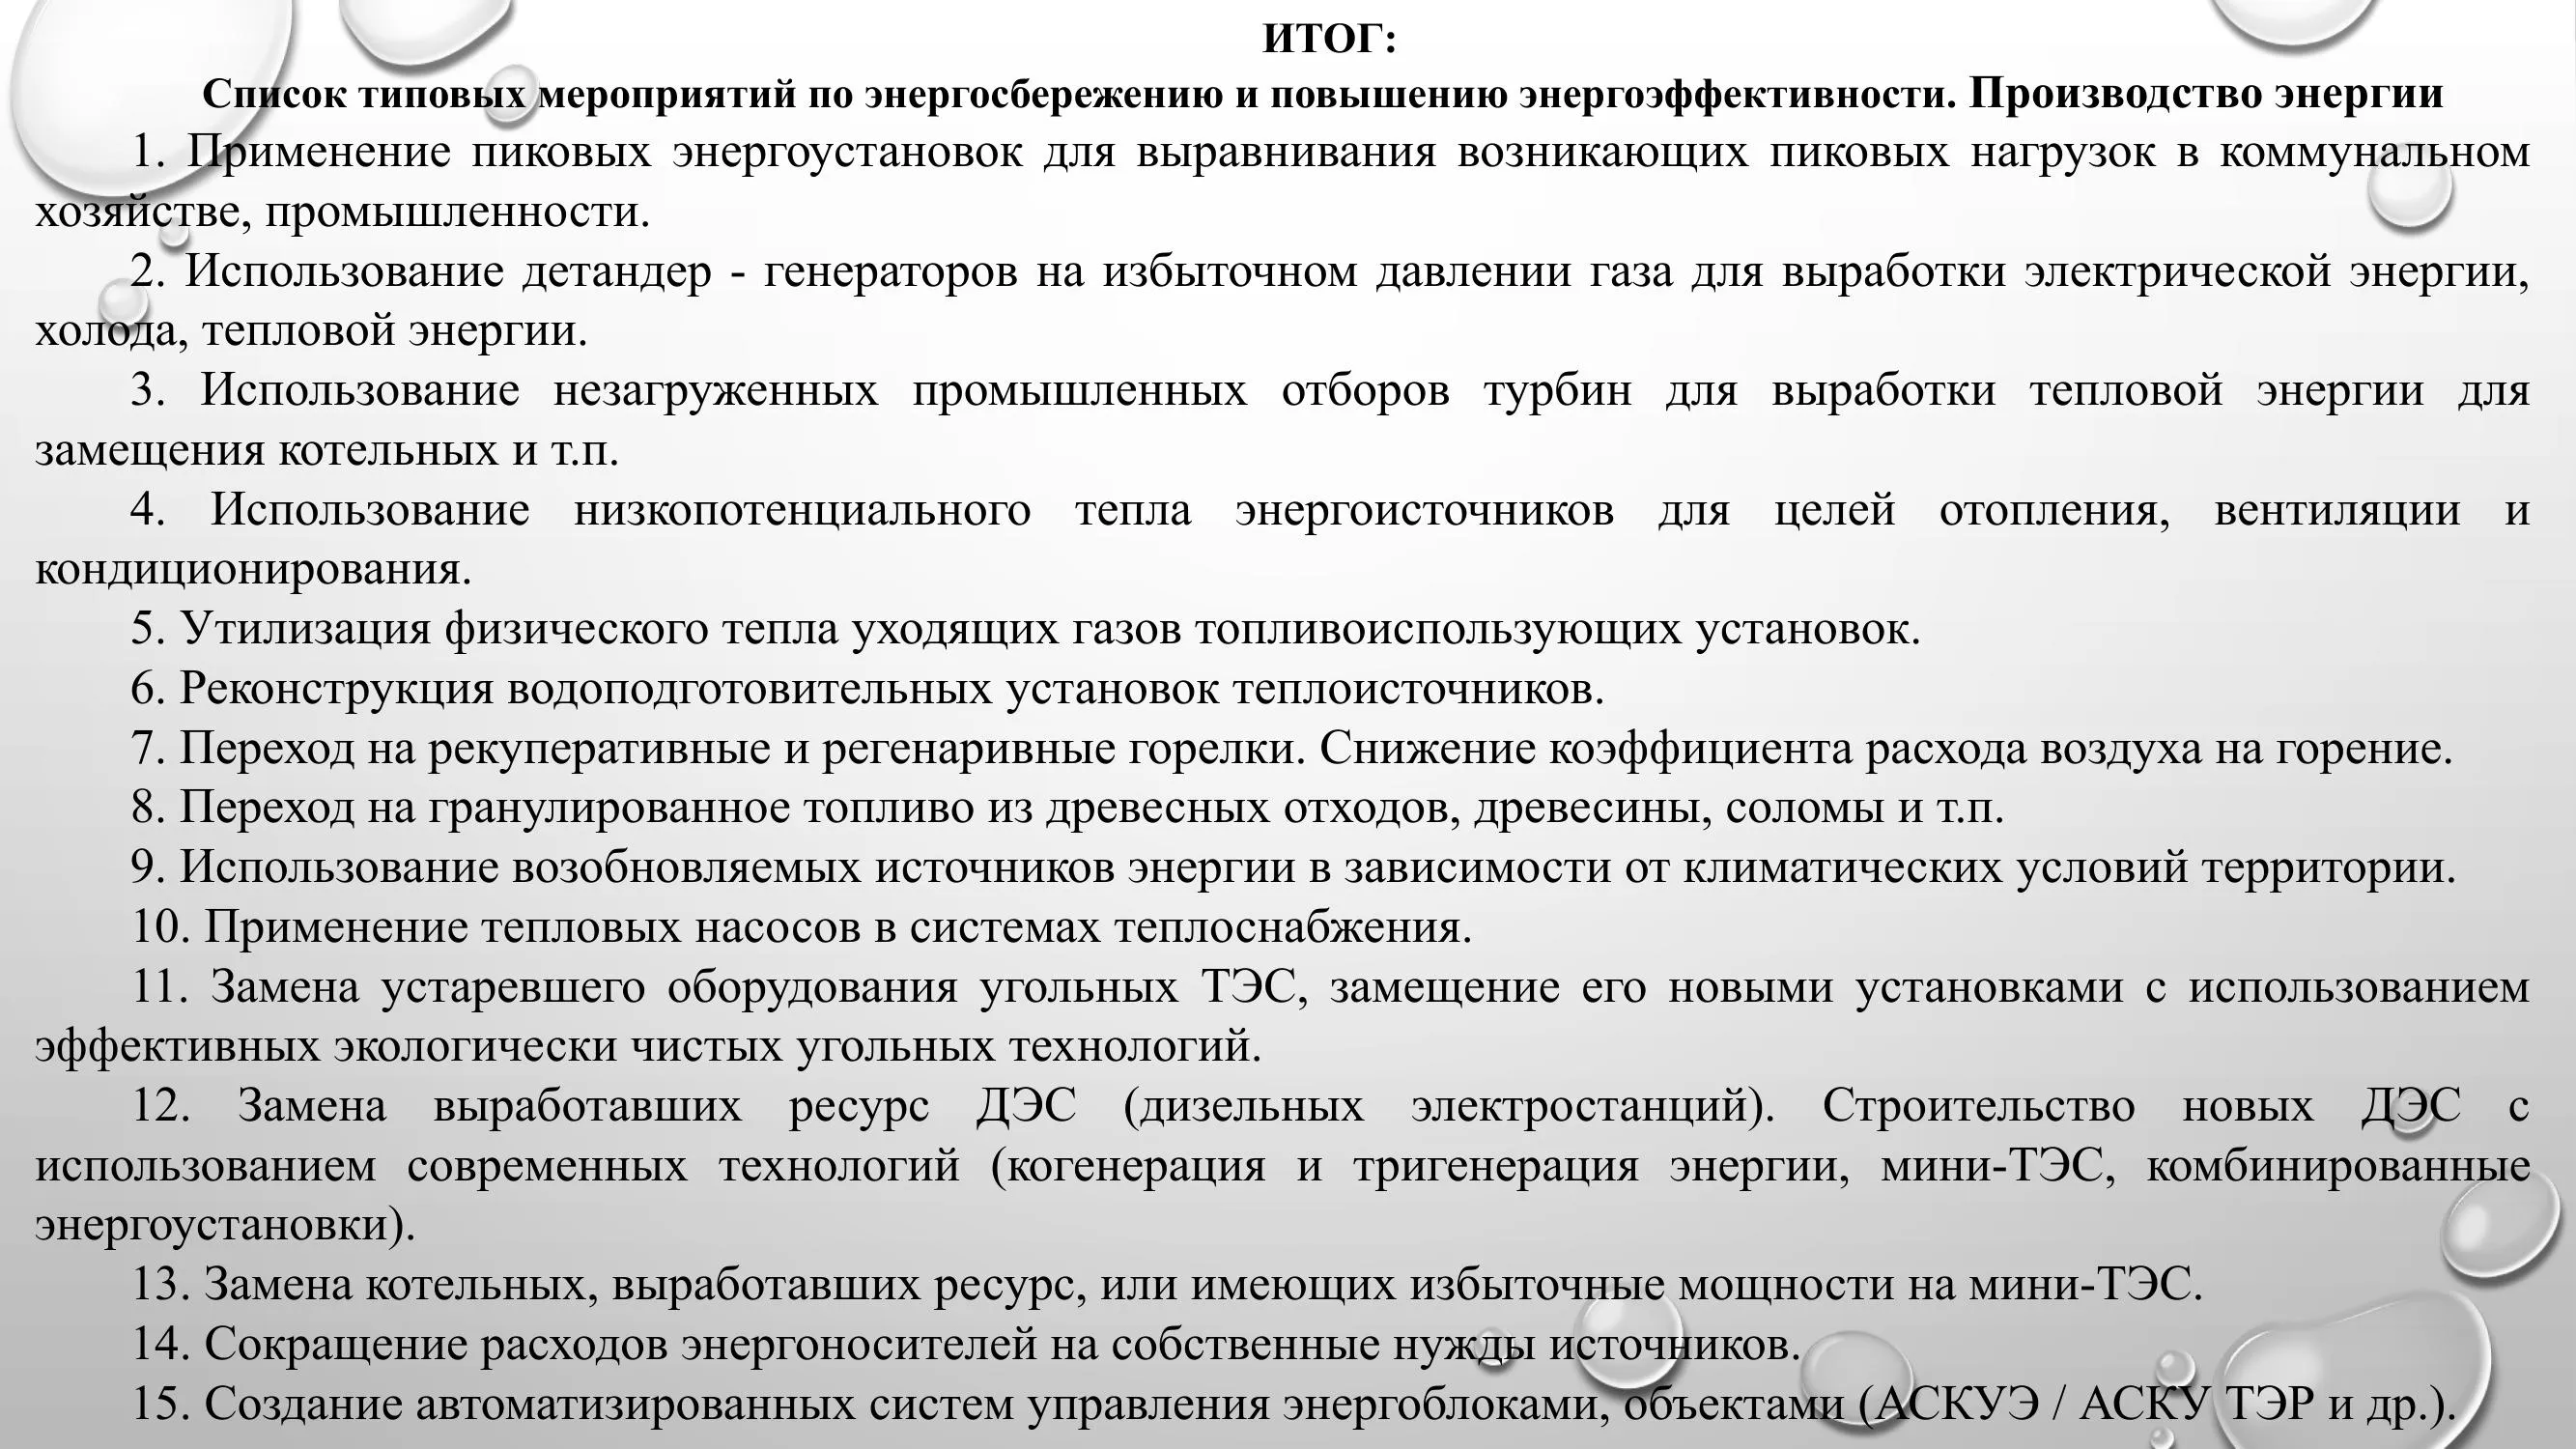 ИТОГ:
Список типовых мероприятий по энергосбережению и повышению энергоэффективности. Производство энергии
1. Применение пиковых энергоустановок для выравнивания возникающих пиковых нагрузок в коммунальном
хозяйстве, промышленности.
2. Использование детандер - генераторов на избыточном давлении газа для выработки электрической энергии,
холода, тепловой энергии.
3. Использование незагруженных промышленных отборов турбин для выработки тепловой энергии для
замещения котельных и т.п.
4. Использование низкопотенциального тепла энергоисточников для целей отопления, вентиляции и
кондиционирования.
5. Утилизация физического тепла уходящих газов топливоиспользующих установок.
6. Реконструкция водоподготовительных установок теплоисточников.
7. Переход на рекуперативные и регенаривные горелки. Снижение коэффициента расхода воздуха на горение.
8. Переход на гранулированное топливо из древесных отходов, древесины, соломы и т.п.
9. Использование возобновляемых источников энергии в зависимости от климатических условий территории.
10. Применение тепловых насосов в системах теплоснабжения.
11. Замена устаревшего оборудования угольных ТЭС, замещение его новыми установками с использованием
эффективных экологически чистых угольных технологий.
12. Замена выработавших ресурс ДЭС (дизельных электростанций). Строительство новых ДЭС с
использованием современных технологий (когенерация и тригенерация энергии, мини-ТЭС, комбинированные
энергоустановки).
13. Замена котельных, выработавших ресурс, или имеющих избыточные мощности на мини-ТЭС.
14. Сокращение расходов энергоносителей на собственные нужды источников.
15. Создание автоматизированных систем управления энергоблоками, объектами (АСКУЭ / АСКУ ТЭР и др.).